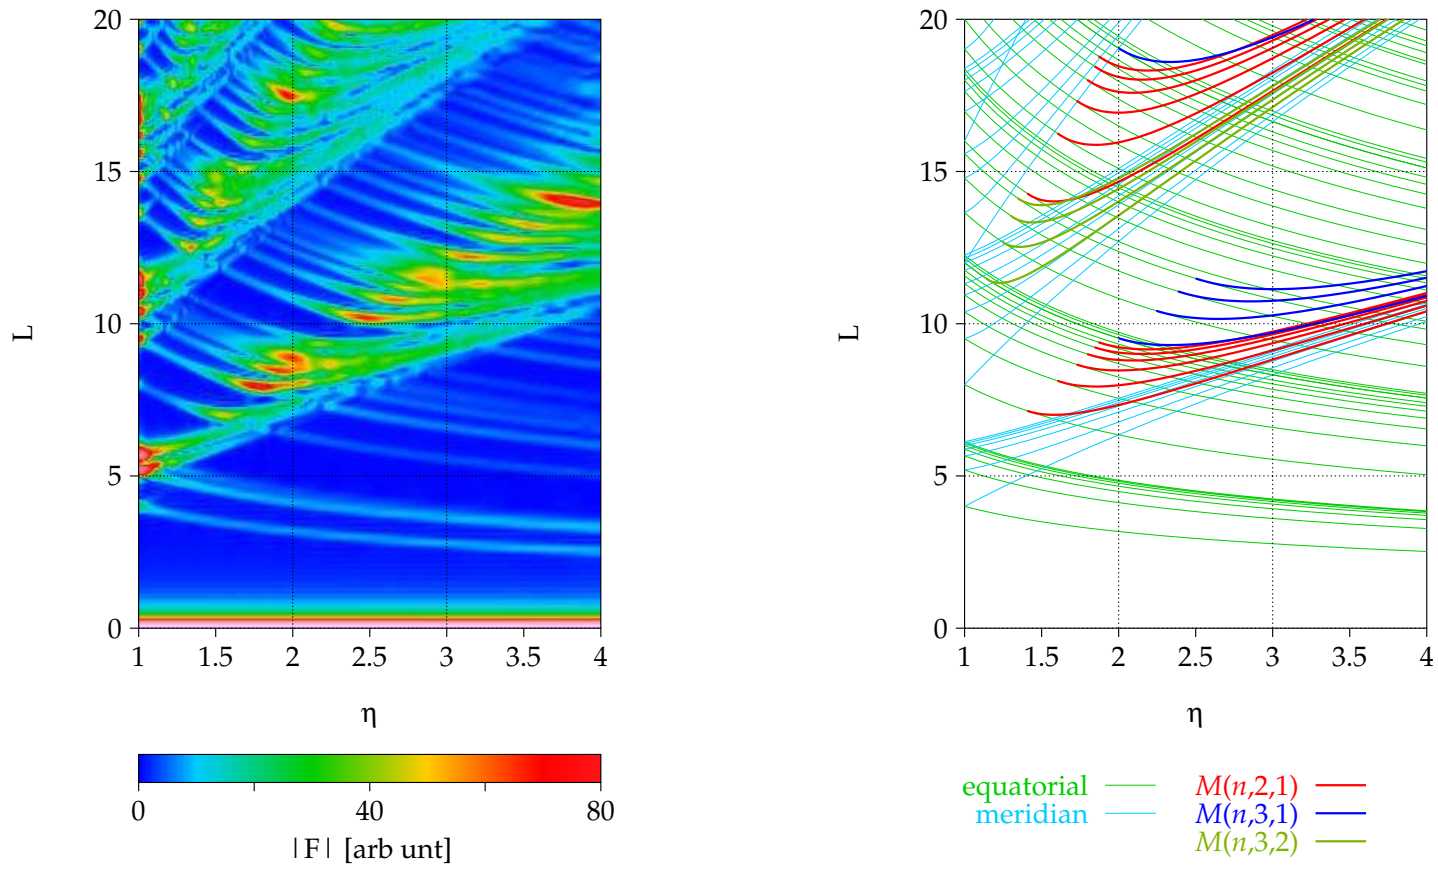 20
15
10
5
0
L
1 1.5 2 2.5 3 3.5 4
η
0 40 80
|F| [arb unt]
20
15
10
5
0
L
1 1.5 2 2.5 3 3.5 4
η
equatorial
meridian
M(n,2,1)
M(n,3,1)
M(n,3,2)